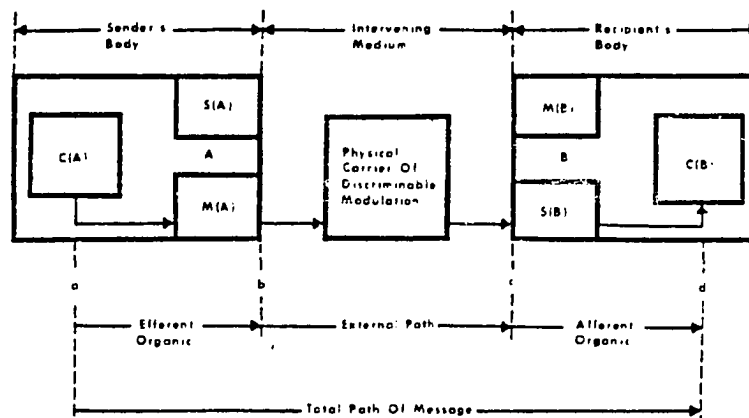 Sender's
Body
Intervening
Medium
Recipient's
Body
S(A)
M(B)
C(A)
A
Physical
Carrier Of
Discriminable
Modulation
B
C(B)
M(A)
S(B)
a
b
c
d
Efferent
Organic
External Path
Afferent
Organic
Total Path Of Message